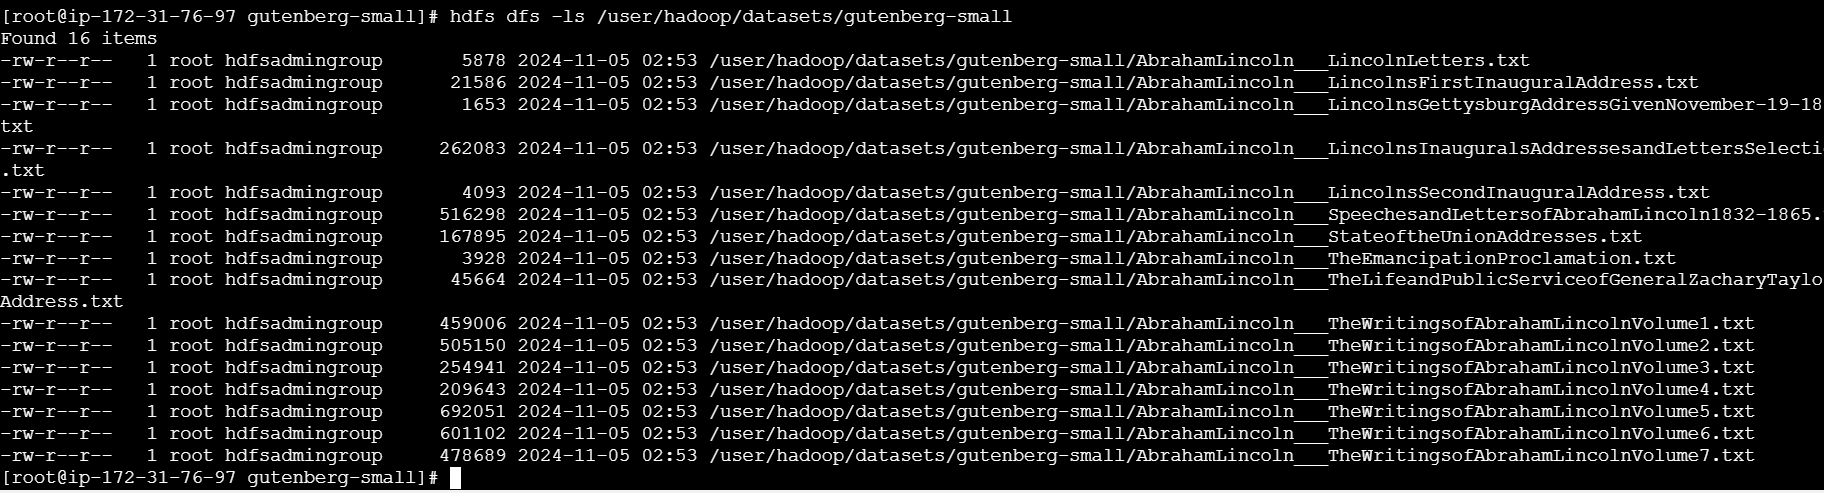 [root@ip-172-31-76-97 gutenberg-small]# hdfs dfs -ls /user/hadoop/datasets/gutenberg-small
Found 16 items
-rw-r--r--   1 root hdfsadmingroup       5878 2024-11-05 02:53 /user/hadoop/datasets/gutenberg-small/AbrahamLincoln___LincolnLetters.txt
-rw-r--r--   1 root hdfsadmingroup      21586 2024-11-05 02:53 /user/hadoop/datasets/gutenberg-small/AbrahamLincoln___LincolnsFirstInauguralAddress.txt
-rw-r--r--   1 root hdfsadmingroup       1653 2024-11-05 02:53 /user/hadoop/datasets/gutenberg-small/AbrahamLincoln___LincolnsGettysburgAddressGivenNovember-19-18
txt
-rw-r--r--   1 root hdfsadmingroup     262083 2024-11-05 02:53 /user/hadoop/datasets/gutenberg-small/AbrahamLincoln___LincolnsInauguralsAddressesandLettersSelecti
.txt
-rw-r--r--   1 root hdfsadmingroup       4093 2024-11-05 02:53 /user/hadoop/datasets/gutenberg-small/AbrahamLincoln___LincolnsSecondInauguralAddress.txt
-rw-r--r--   1 root hdfsadmingroup     516298 2024-11-05 02:53 /user/hadoop/datasets/gutenberg-small/AbrahamLincoln___SpeechesandLettersofAbrahamLincoln1832-1865.
-rw-r--r--   1 root hdfsadmingroup     167895 2024-11-05 02:53 /user/hadoop/datasets/gutenberg-small/AbrahamLincoln___StateoftheUnionAddresses.txt
-rw-r--r--   1 root hdfsadmingroup       3928 2024-11-05 02:53 /user/hadoop/datasets/gutenberg-small/AbrahamLincoln___TheEmancipationProclamation.txt
-rw-r--r--   1 root hdfsadmingroup      45664 2024-11-05 02:53 /user/hadoop/datasets/gutenberg-small/AbrahamLincoln___TheLifeandPublicServiceofGeneralZacharyTaylo
Address.txt
-rw-r--r--   1 root hdfsadmingroup     459006 2024-11-05 02:53 /user/hadoop/datasets/gutenberg-small/AbrahamLincoln___TheWritingsofAbrahamLincolnVolume1.txt
-rw-r--r--   1 root hdfsadmingroup     505150 2024-11-05 02:53 /user/hadoop/datasets/gutenberg-small/AbrahamLincoln___TheWritingsofAbrahamLincolnVolume2.txt
-rw-r--r--   1 root hdfsadmingroup     254941 2024-11-05 02:53 /user/hadoop/datasets/gutenberg-small/AbrahamLincoln___TheWritingsofAbrahamLincolnVolume3.txt
-rw-r--r--   1 root hdfsadmingroup     209643 2024-11-05 02:53 /user/hadoop/datasets/gutenberg-small/AbrahamLincoln___TheWritingsofAbrahamLincolnVolume4.txt
-rw-r--r--   1 root hdfsadmingroup     692051 2024-11-05 02:53 /user/hadoop/datasets/gutenberg-small/AbrahamLincoln___TheWritingsofAbrahamLincolnVolume5.txt
-rw-r--r--   1 root hdfsadmingroup     601102 2024-11-05 02:53 /user/hadoop/datasets/gutenberg-small/AbrahamLincoln___TheWritingsofAbrahamLincolnVolume6.txt
-rw-r--r--   1 root hdfsadmingroup     478689 2024-11-05 02:53 /user/hadoop/datasets/gutenberg-small/AbrahamLincoln___TheWritingsofAbrahamLincolnVolume7.txt
[root@ip-172-31-76-97 gutenberg-small]#